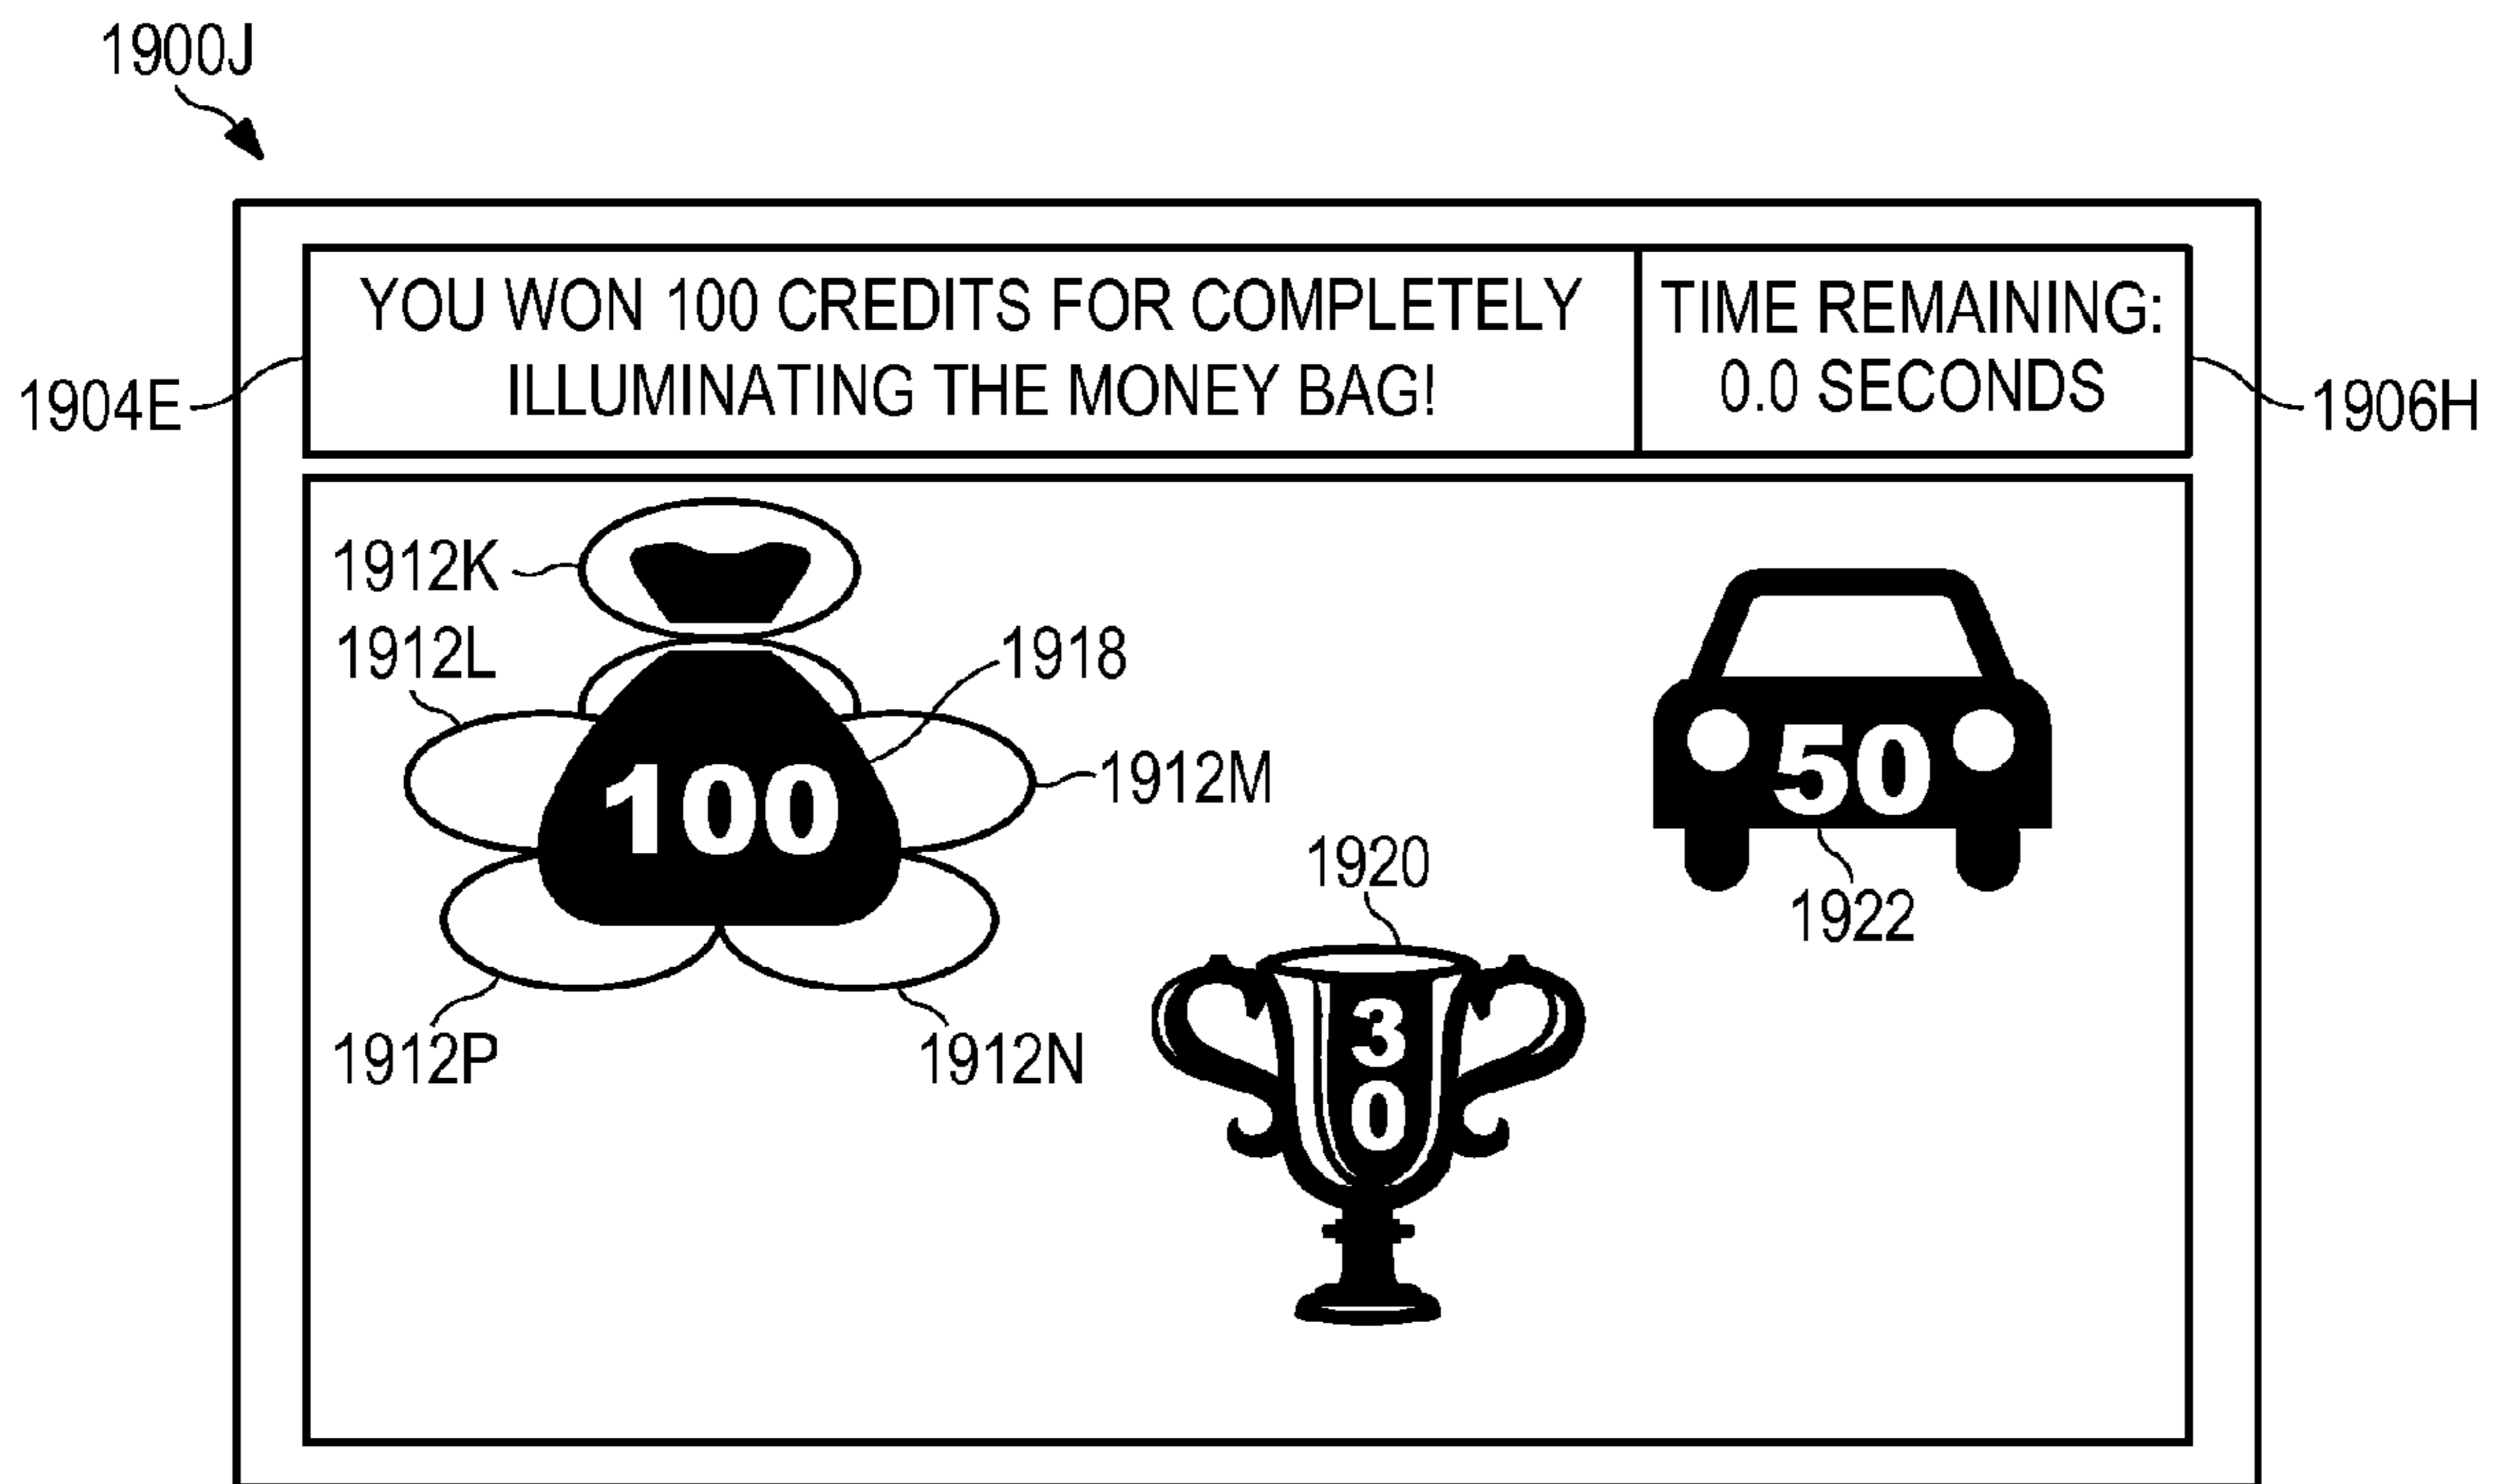 1900J
YOU WON 100 CREDITS FOR COMPLETELY
ILLUMINATING THE MONEY BAG!
TIME REMAINING:
0.0 SECONDS
1904E
1906H
1912K
1912L
1918
1912M
100
50
1920
1922
1912P
1912N
3
0